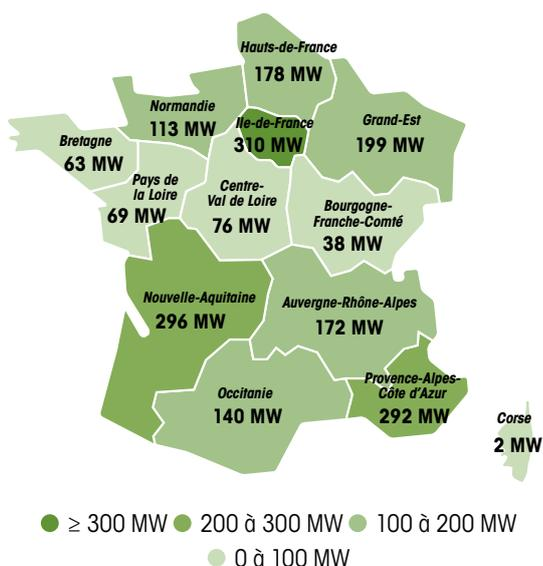 Hauts-de-France
178 MW
Normandie
113 MW
Ile-de-France
310 MW
Grand-Est
199 MW
Bretagne
63 MW
Pays de
la Loire
69 MW
Centre-
Val de Loire
76 MW
Bourgogne-
Franche-Comté
38 MW
Nouvelle-Aquitaine
296 MW
Auvergne-Rhône-Alpes
172 MW
Occitanie
140 MW
Provence-Alpes-
Côte d'Azur
292 MW
Corse
2 MW
≥ 300 MW 200 à 300 MW 100 à 200 MW
0 à 100 MW